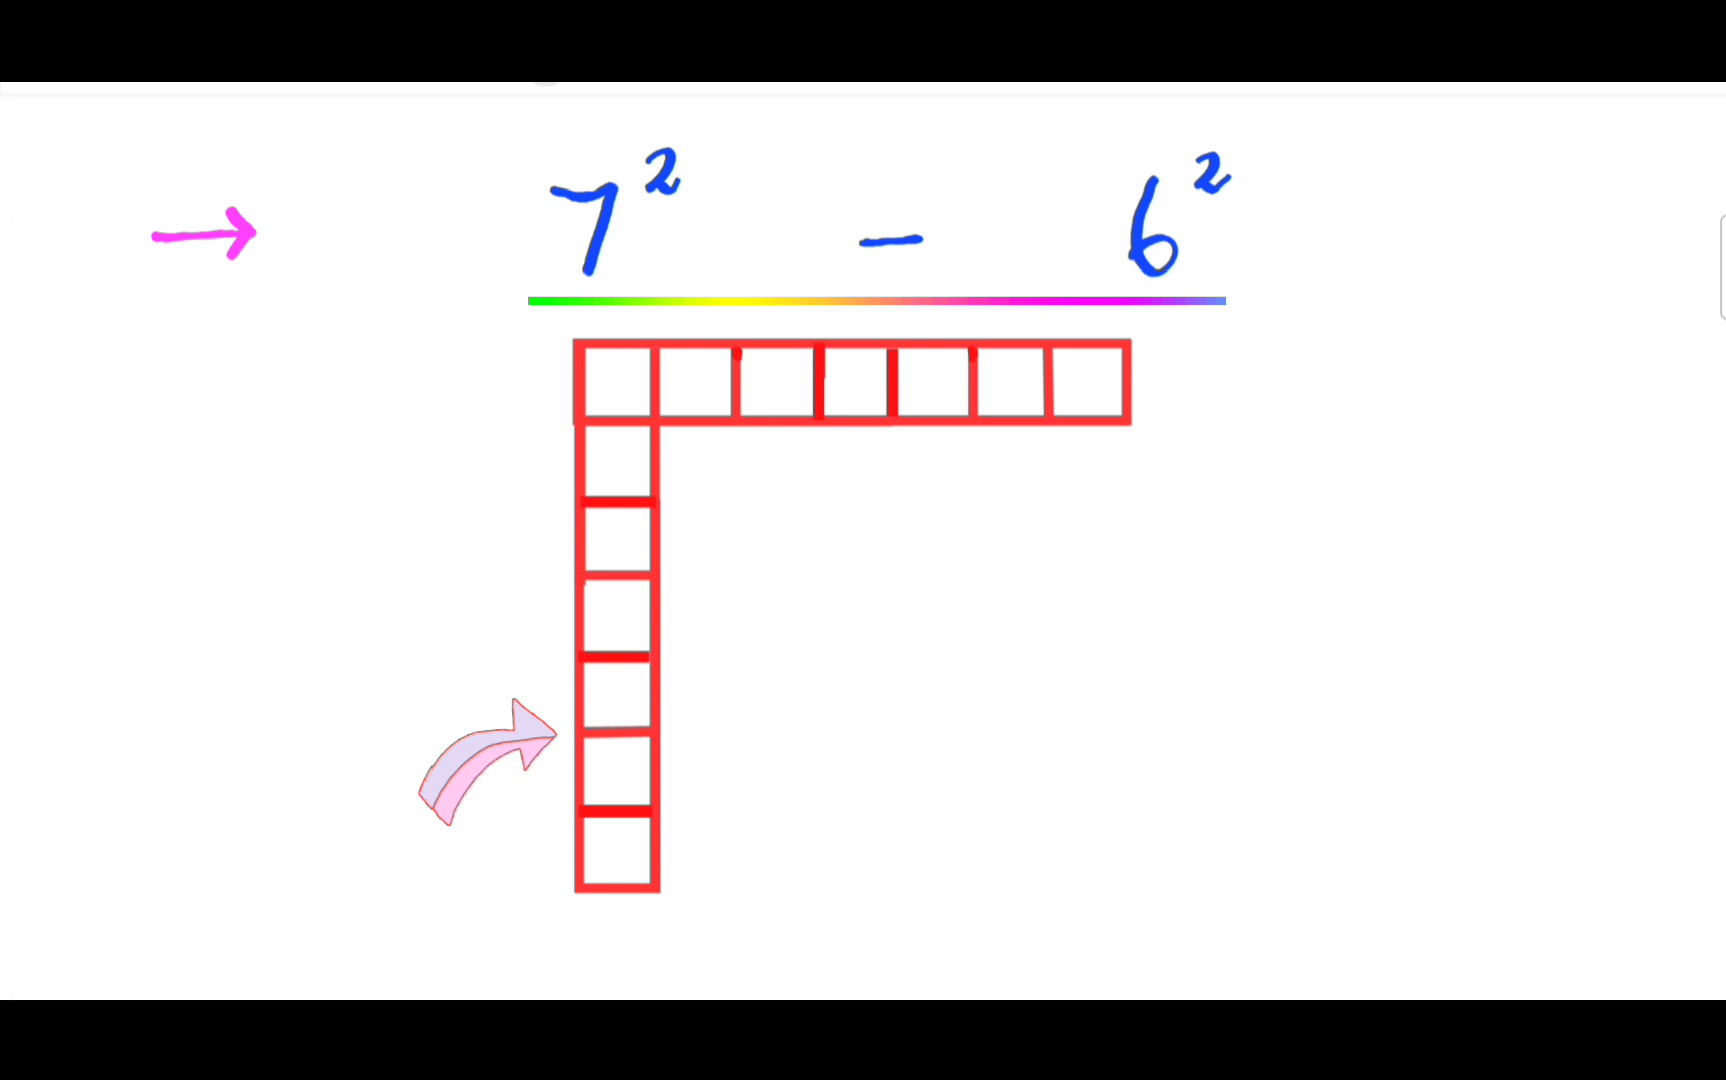 → 7² - 6²